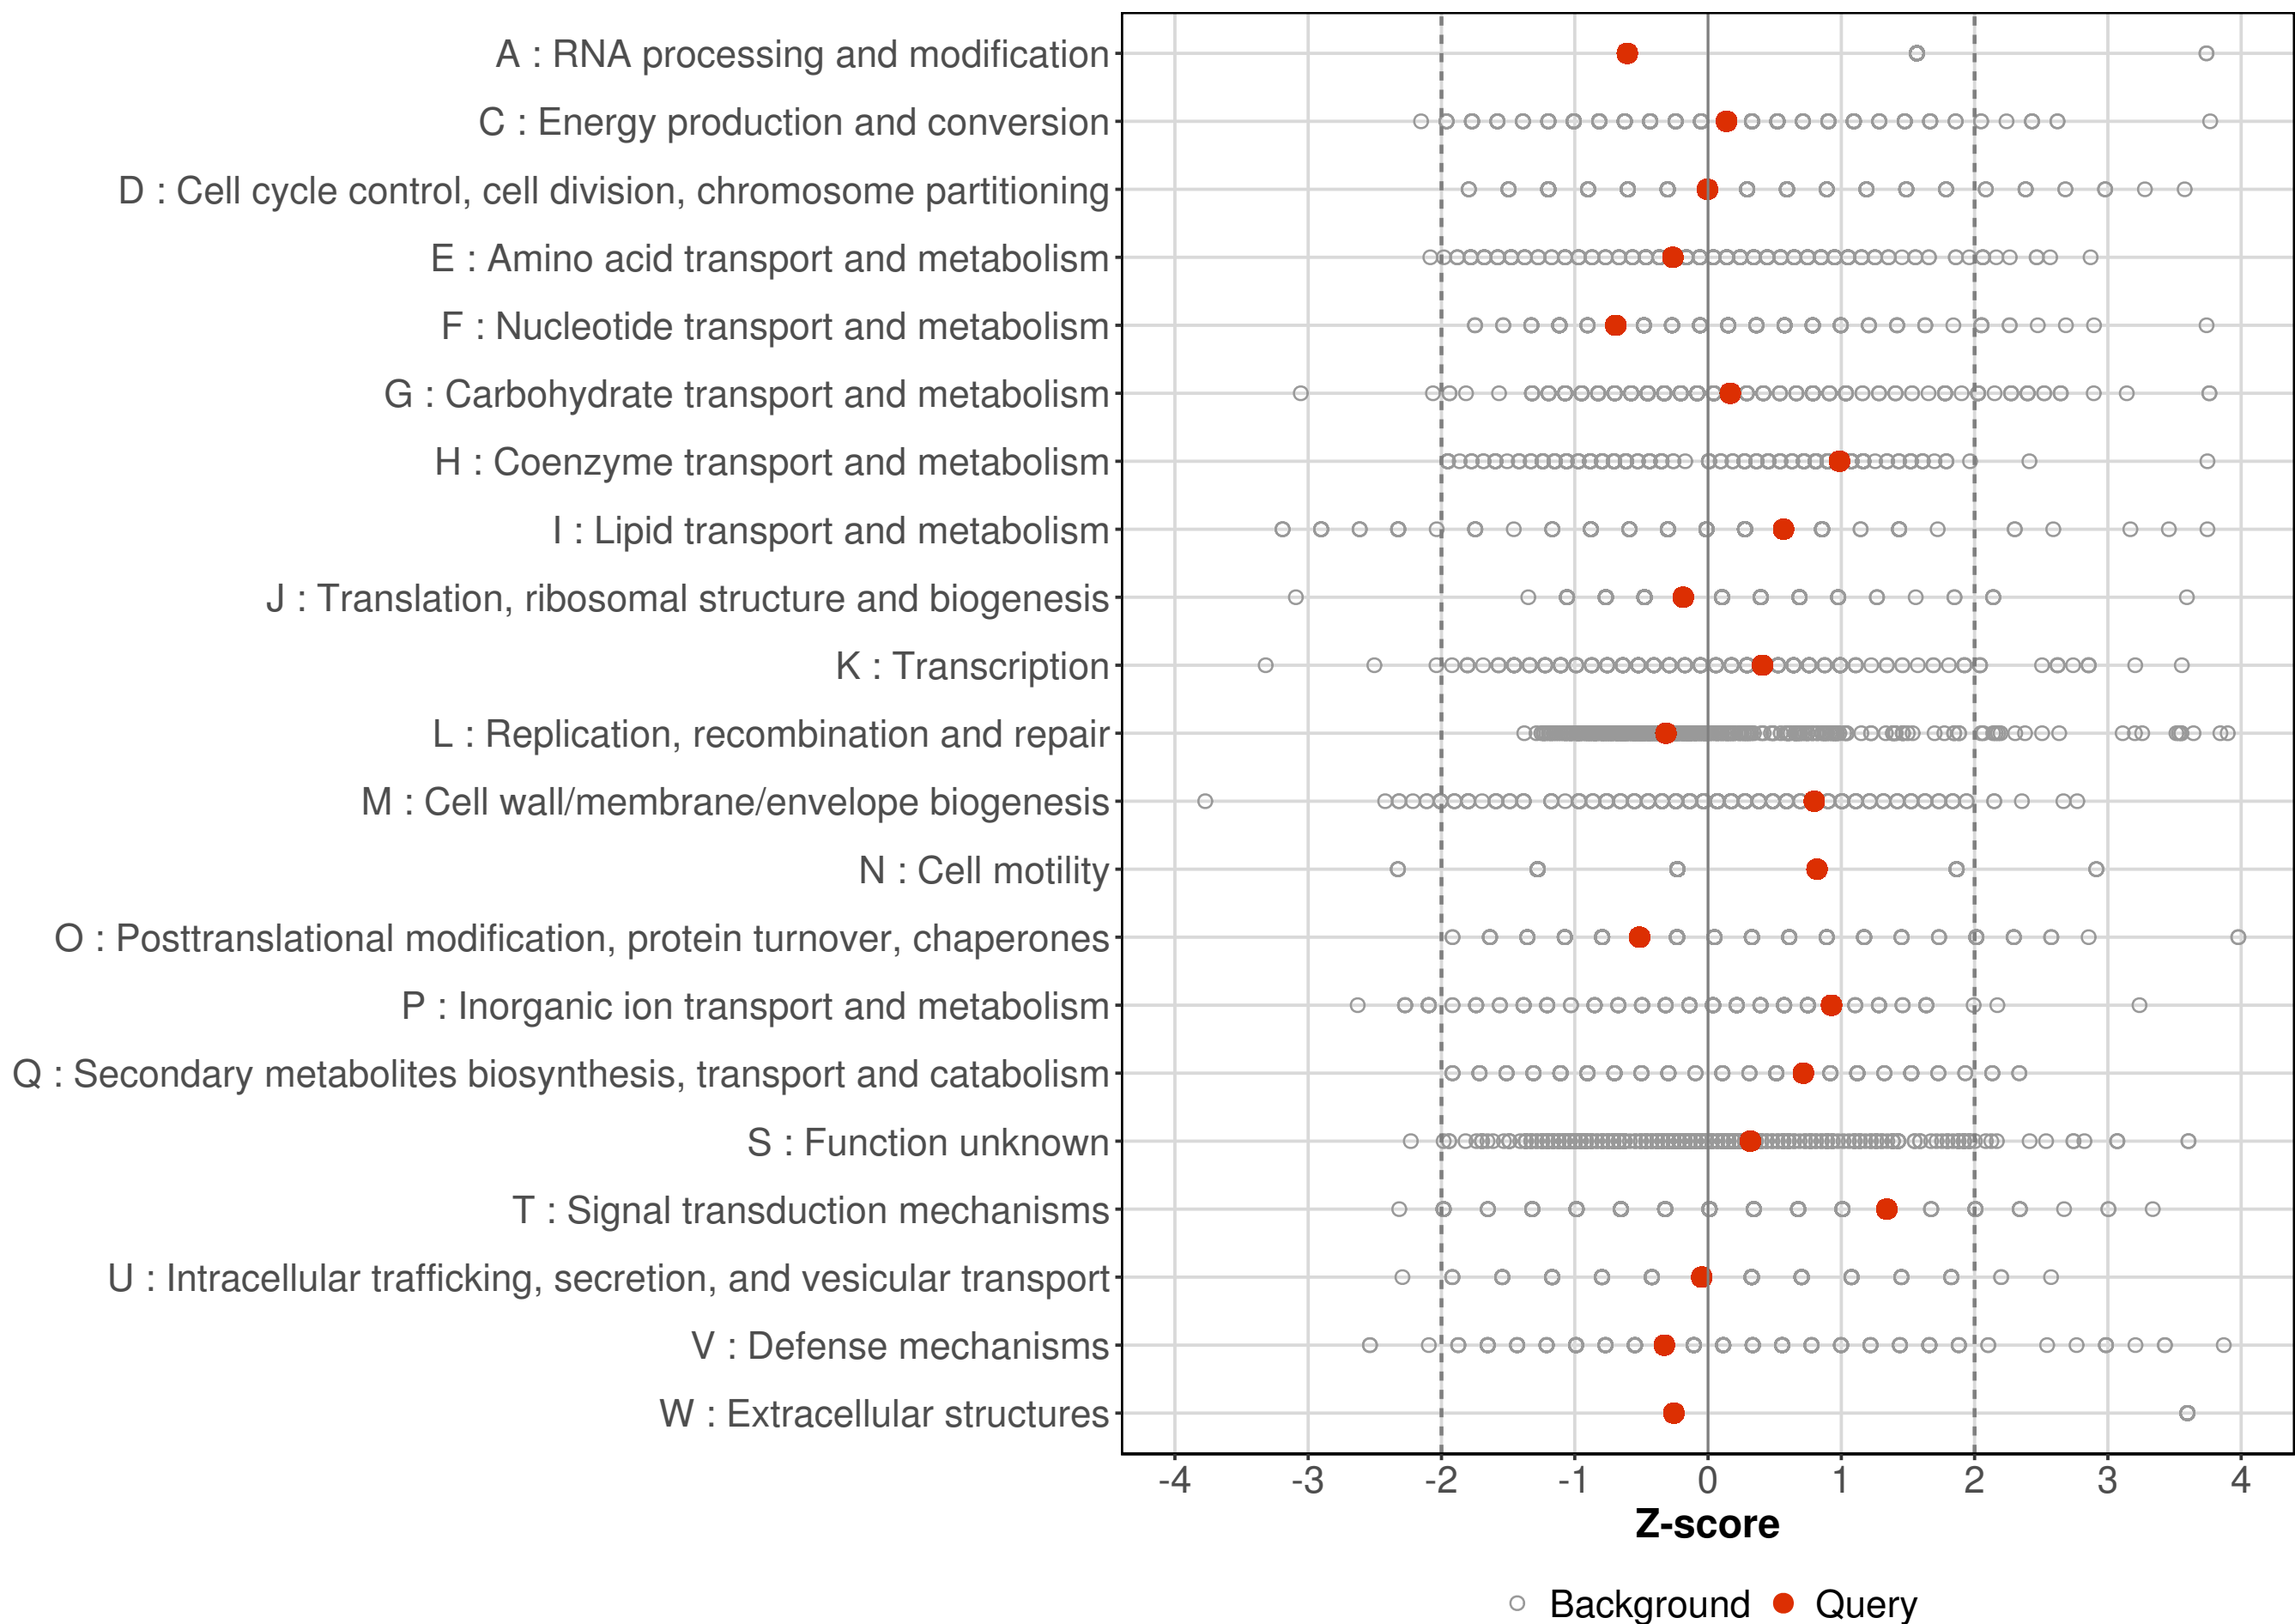 A : RNA processing and modification
C : Energy production and conversion
D : Cell cycle control, cell division, chromosome partitioning
E : Amino acid transport and metabolism
F : Nucleotide transport and metabolism
G : Carbohydrate transport and metabolism
H : Coenzyme transport and metabolism
I : Lipid transport and metabolism
J : Translation, ribosomal structure and biogenesis
K : Transcription
L : Replication, recombination and repair
M : Cell wall/membrane/envelope biogenesis
N : Cell motility
O : Posttranslational modification, protein turnover, chaperones
P : Inorganic ion transport and metabolism
Q : Secondary metabolites biosynthesis, transport and catabolism
S : Function unknown
T : Signal transduction mechanisms
U : Intracellular trafficking, secretion, and vesicular transport
V : Defense mechanisms
W : Extracellular structures
-4 -3 -2 -1 0 1 2 3 4
Z-score
Background Query